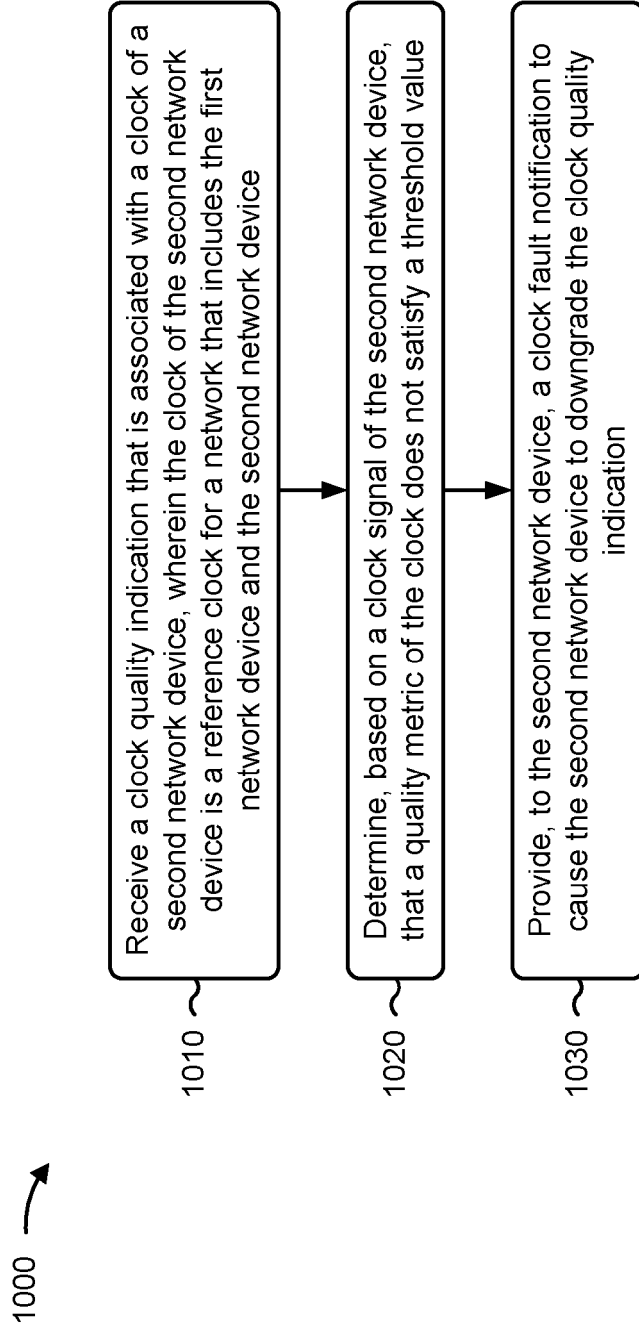 1000
1010
Receive a clock quality indication that is associated with a clock of a
second network device, wherein the clock of the second network
device is a reference clock for a network that includes the first
network device and the second network device
1020
Determine, based on a clock signal of the second network device,
that a quality metric of the clock does not satisfy a threshold value
1030
Provide, to the second network device, a clock fault notification to
cause the second network device to downgrade the clock quality
indication